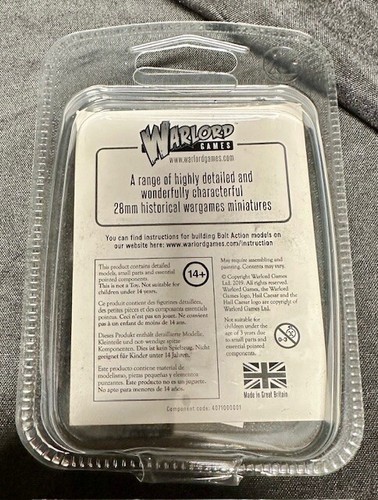 WARLORD
GAMES
www.warlordgames.com
A range of highly detailed and
wonderfully characterful
28mm historical wargames miniatures
You can find instructions for building Bolt Action models on
our website here: www.warlordgames.com/instruction
This product contains detailed
models, small parts and essential
pointed components.
This is not a Toy. Not suitable for
children under 14 years.
14+
Ce product contient des figurines détaillées,
des petites pieces et des composants essentiels
pointus. Ceci n'est pas un jouet. Ne convient
pas à un enfant de moins de 14 ans.
Dieses Produkt enthält detaillierte Modelle,
Kleinteile und not-wendige spitze
Komponenten. Dies ist kein Spielzeug. Nicht
geeignet für Kinder unter 14 Jahren.
Este producto contiene material de
modelismo, piezas pequeñas y elementos
punzantes. Este producto no es un juguete.
No apto para menores de 14 años.
May require assembling and
painting. Contents may vary.
© Copyright Warlord Games
Ltd, 2019. All rights reserved.
Warlord Games, the Warlord
Games logo, Hail Caesar and the
Hail Caesar logo are copyright of
Warlord Games Ltd.
Not suitable for
children under the
age of 3 years due
to small parts and
essential pointed
components.
0-3
Made in Great Britain
Component code: 4071000001